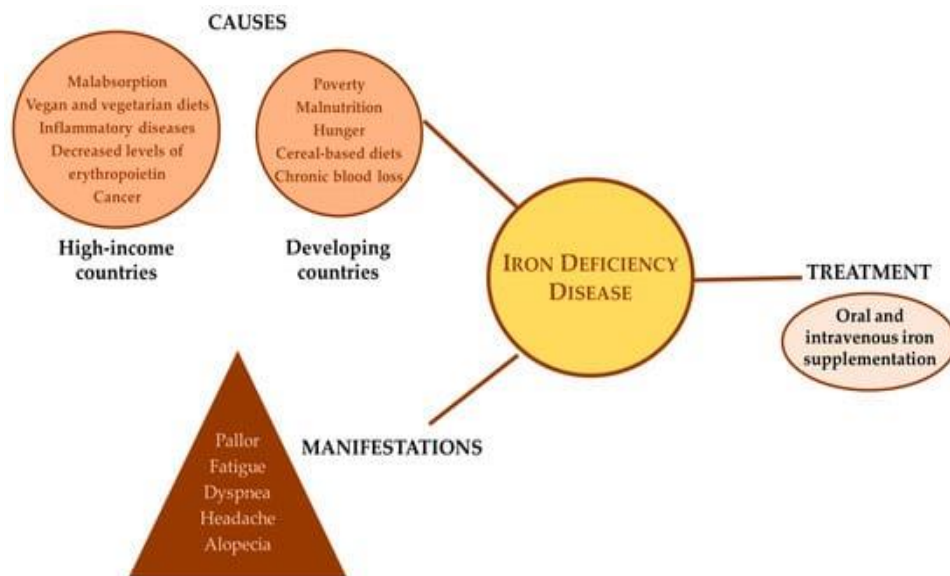 CAUSES
Malabsorption
Vegan and vegetarian diets
Inflammatory diseases
Decreased levels of
erythropoietin
Cancer
High-income
countries
Poverty
Malnutrition
Hunger
Cereal-based diets
Chronic blood loss
Developing
countries
IRON DEFICIENCY
DISEASE
TREATMENT
Oral and
intravenous iron
supplementation
MANIFESTATIONS
Pallor
Fatigue
Dyspnea
Headache
Alopecia